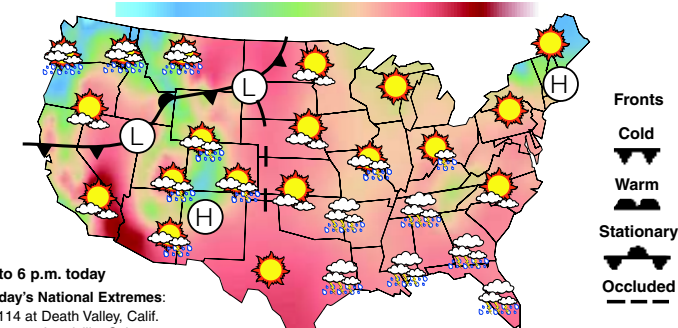 H
L
L
H
Fronts
Cold
Warm
Stationary
Occluded
to 6 p.m. today
day's National Extremes:
114 at Death Valley, Calif.